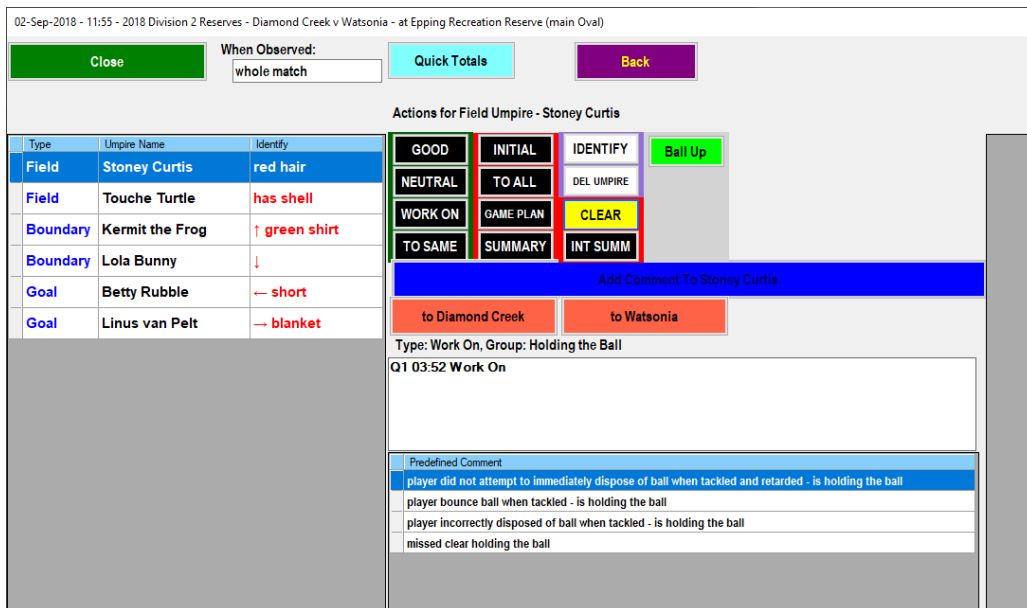 02-Sep-2018 - 11:55 - 2018 Division 2 Reserves - Diamond Creek v Watsonia - at Epping Recreation Reserve (main Oval)
Close
When Observed:
whole match
Quick Totals
Back
Actions for Field Umpire - Stoney Curtis
Type Umpire Name Identify
Field Stoney Curtis red hair
Field Touche Turtle has shell
Boundary Kermit the Frog ↑ green shirt
Boundary Lola Bunny ↓
Goal Betty Rubble ← short
Goal Linus van Pelt → blanket
GOOD INITIAL IDENTIFY Ball Up
NEUTRAL TO ALL DEL UMPIRE
WORK ON GAME PLAN CLEAR
TO SAME SUMMARY INT SUMM
Add Comment To Stoney Curtis
to Diamond Creek to Watsonia
Type: Work On, Group: Holding the Ball
Q1 03:52 Work On
Predefined Comment
player did not attempt to immediately dispose of ball when tackled and retarded - is holding the ball
player bounce ball when tackled - is holding the ball
player incorrectly disposed of ball when tackled - is holding the ball
missed clear holding the ball